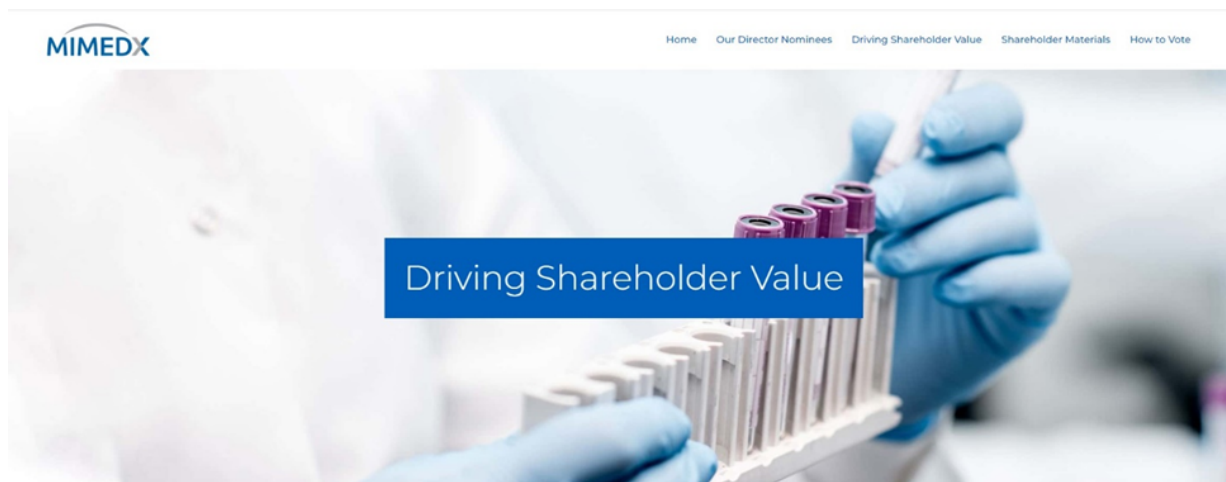 MIMEDX
Home Our Director Nominees Driving Shareholder Value Shareholder Materials How to Vote
Driving Shareholder Value